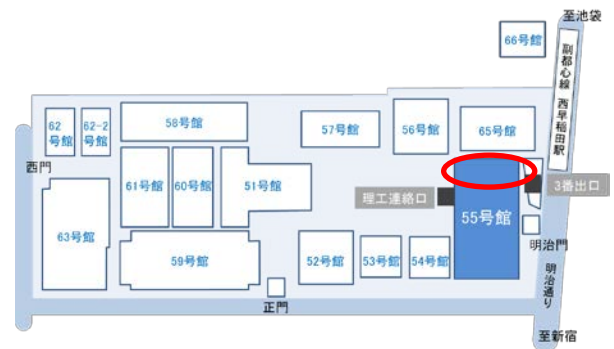 至池袋
66号館
副都心線 西早稲田駅
62
号館
62-2
号館
58号館
57号館
56号館
65号館
西門
61号館
60号館
51号館
理工連絡口
3番出口
55号館
63号館
明治門
59号館
52号館
53号館
54号館
明治通り
正門
至新宿